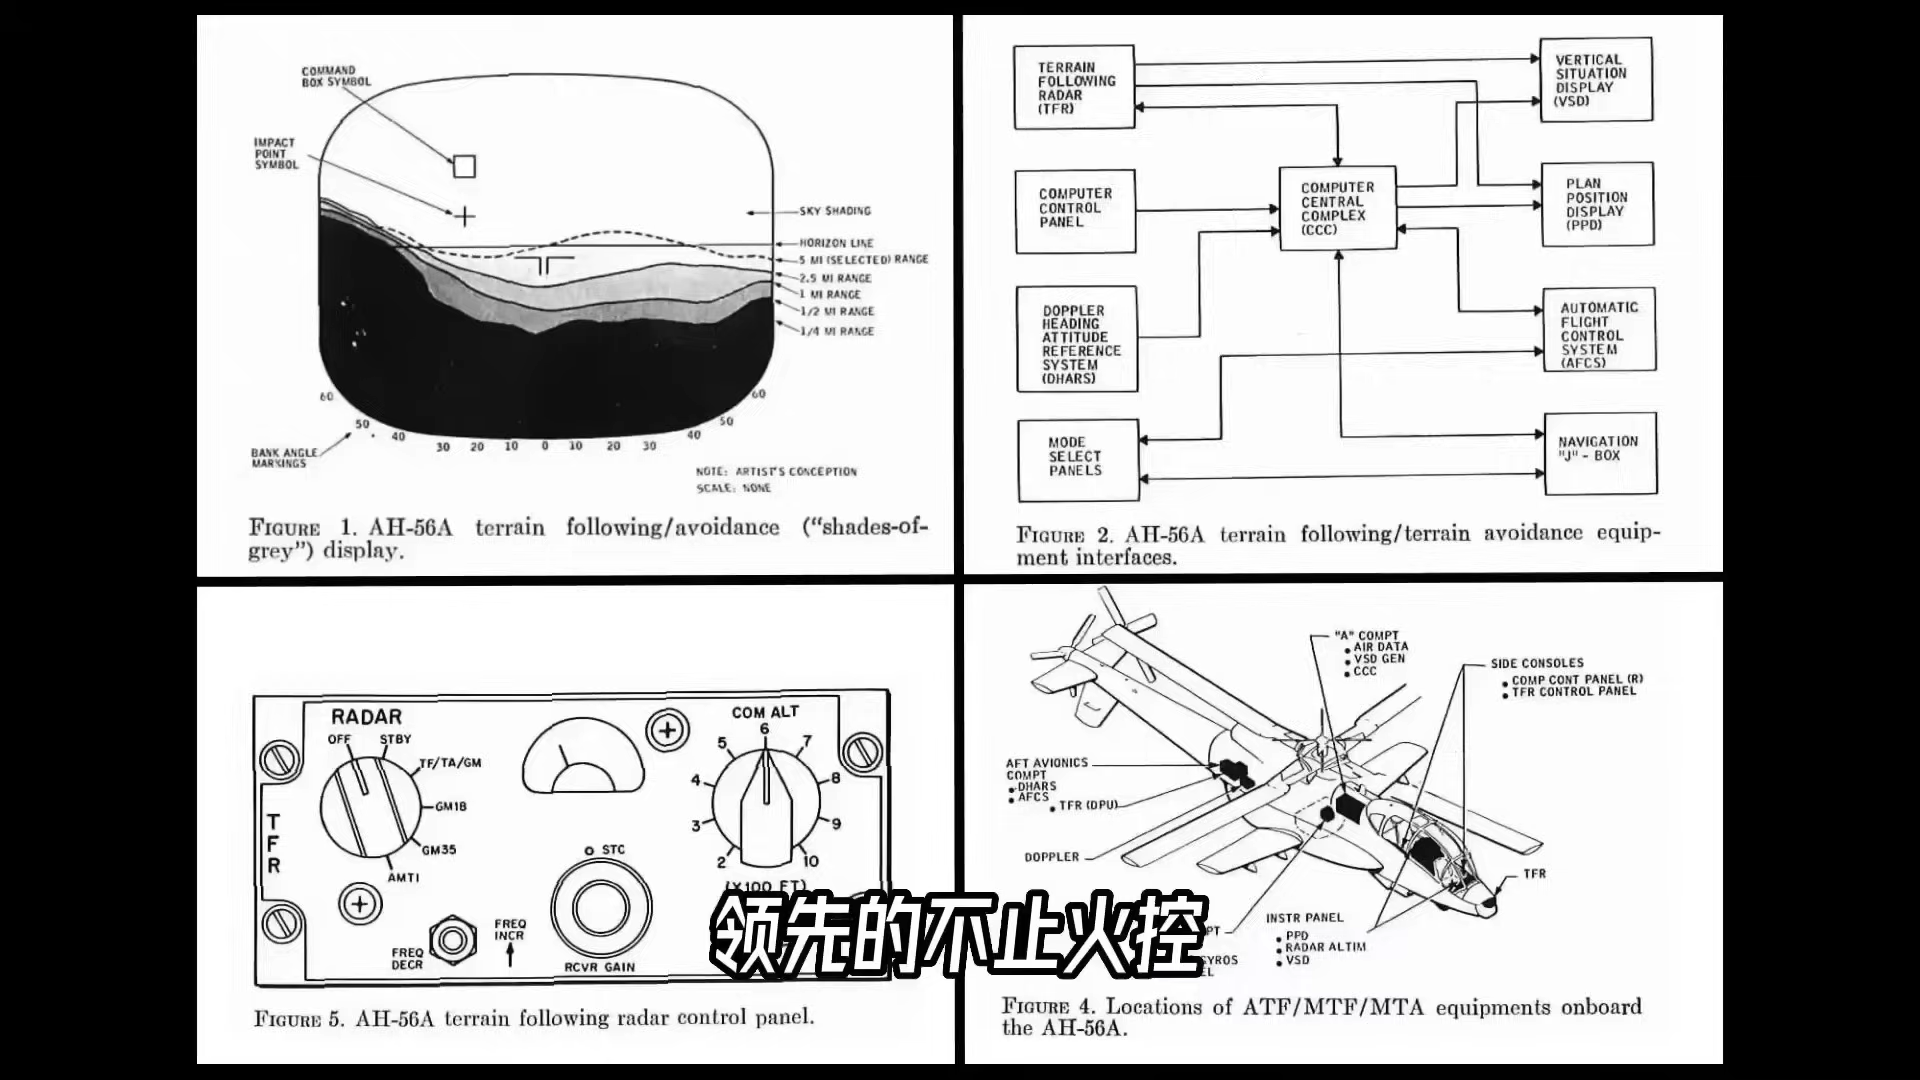 COMMAND
BOX SYMBOL
IMPACT
POINT
SYMBOL
SKY SHADING
HORIZON LINE
5 MI (SELECTED) RANGE
2.5 MI RANGE
1 MI RANGE
1/2 MI RANGE
1/4 MI RANGE
60
50
40
30
20
10
0
10
20
30
40
50
60
BANK ANGLE
MARKINGS
NOTE: ARTIST'S CONCEPTION
SCALE: NONE
FIGURE 1. AH-56A terrain following/avoidance ("shades-of-
grey") display.
TERRAIN
FOLLOWING
RADAR
(TFR)
VERTICAL
SITUATION
DISPLAY
(VSD)
COMPUTER
CONTROL
PANEL
COMPUTER
CENTRAL
COMPLEX
(CCC)
PLAN
POSITION
DISPLAY
(PPD)
DOPPLER
HEADING
ATTITUDE
REFERENCE
SYSTEM
(DHARS)
AUTOMATIC
FLIGHT
CONTROL
SYSTEM
(AFCS)
MODE
SELECT
PANELS
NAVIGATION
"J" - BOX
FIGURE 2. AH-56A terrain following/terrain avoidance equip-
ment interfaces.
RADAR
OFF
STBY
TF/TA/GM
GM18
GM35
AMTI
TFR
COM ALT
2
3
4
5
6
7
8
9
10
(X100 FT)
STC
RCVR GAIN
FREQ
INCR
FREQ
DECR
FIGURE 5. AH-56A terrain following radar control panel.
"A" COMPT
• AIR DATA
• VSD GEN
• CCC
SIDE CONSOLES
• COMP CONT PANEL (R)
• TFR CONTROL PANEL
AFT AVIONICS
COMPT
• DHARS
• AFCS
• TFR (DPU)
DOPPLER
TFR
INSTR PANEL
• PPD
• RADAR ALTIM
• VSD
PT
GYROS
EL
FIGURE 4. Locations of ATF/MTF/MTA equipments onboard
the AH-56A.
领先的不止火控